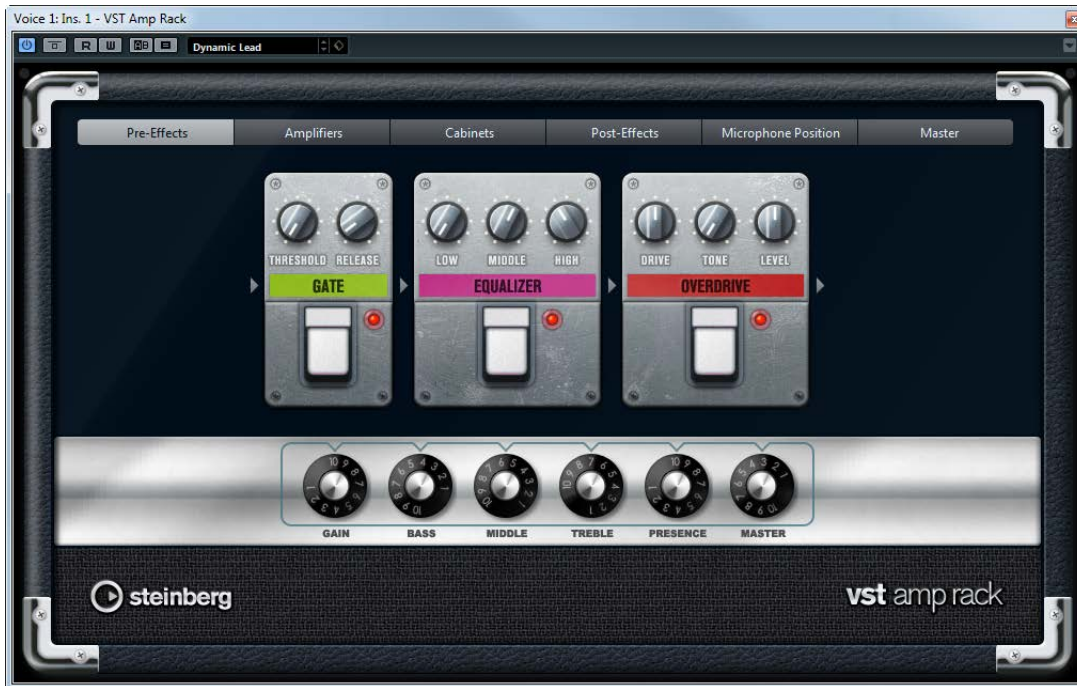 Voice 1: Ins. 1 - VST Amp Rack
R W AB Dynamic Lead
Pre-Effects Amplifiers Cabinets Post-Effects Microphone Position Master
THRESHOLD RELEASE LOW MIDDLE HIGH DRIVE TONE LEVEL
GATE EQUALIZER OVERDRIVE
GAIN BASS MIDDLE TREBLE PRESENCE MASTER
steinberg vst amp rack